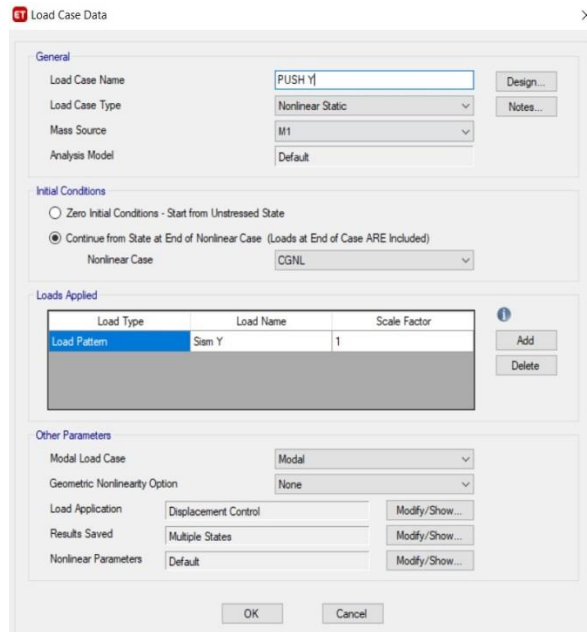 ET Load Case Data
General
Load Case Name PUSH Y Design...
Load Case Type Nonlinear Static Notes...
Mass Source M1
Analysis Model Default
Initial Conditions
Zero Initial Conditions - Start from Unstressed State
Continue from State at End of Nonlinear Case (Loads at End of Case ARE Included)
Nonlinear Case CGNL
Loads Applied
Load Type Load Name Scale Factor
Load Pattern Sism Y 1 Add
Delete
Other Parameters
Modal Load Case Modal
Geometric Nonlinearity Option None
Load Application Displacement Control Modify/Show...
Results Saved Multiple States Modify/Show...
Nonlinear Parameters Default Modify/Show...
OK Cancel